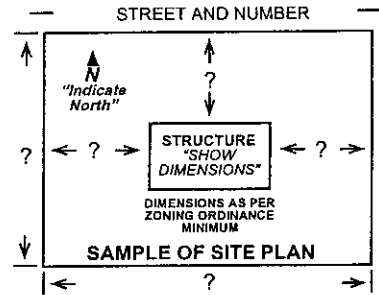 STREET AND NUMBER
?
N
"Indicate
North"
?
?
STRUCTURE
"SHOW
DIMENSIONS"
?
DIMENSIONS AS PER
ZONING ORDINANCE
MINIMUM
SAMPLE OF SITE PLAN
?